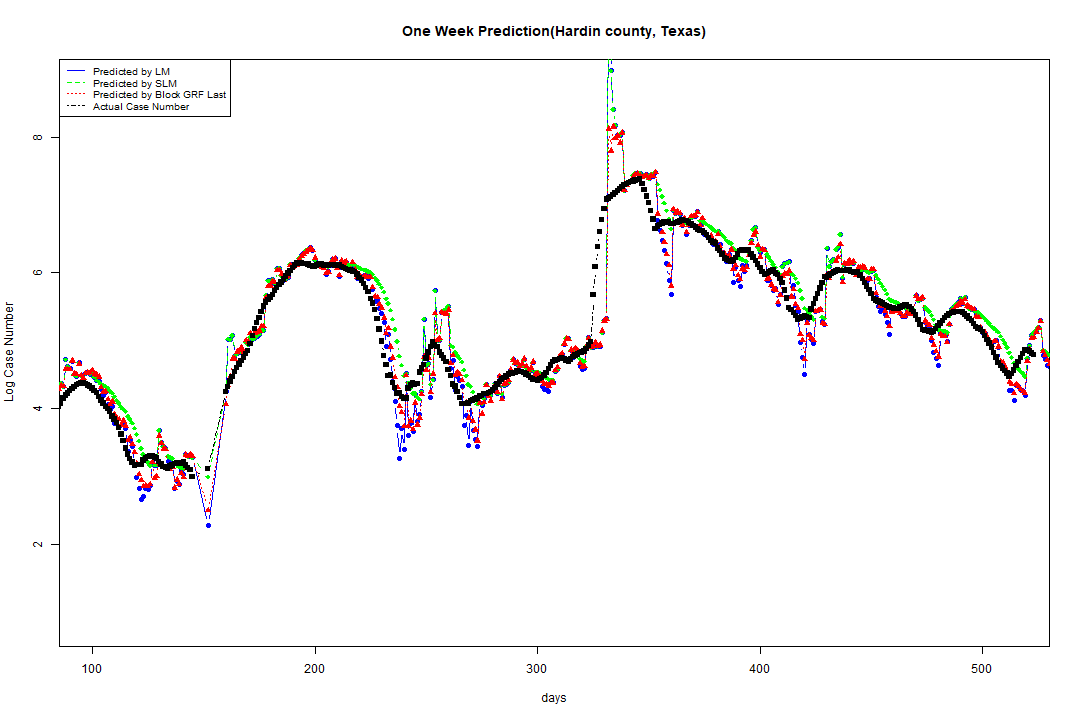 One Week Prediction(Hardin county, Texas)
Predicted by LM
Predicted by SLM
Predicted by Block GRF Last
Actual Case Number
8
6
4
2
Log Case Number
100 200 300 400 500
days